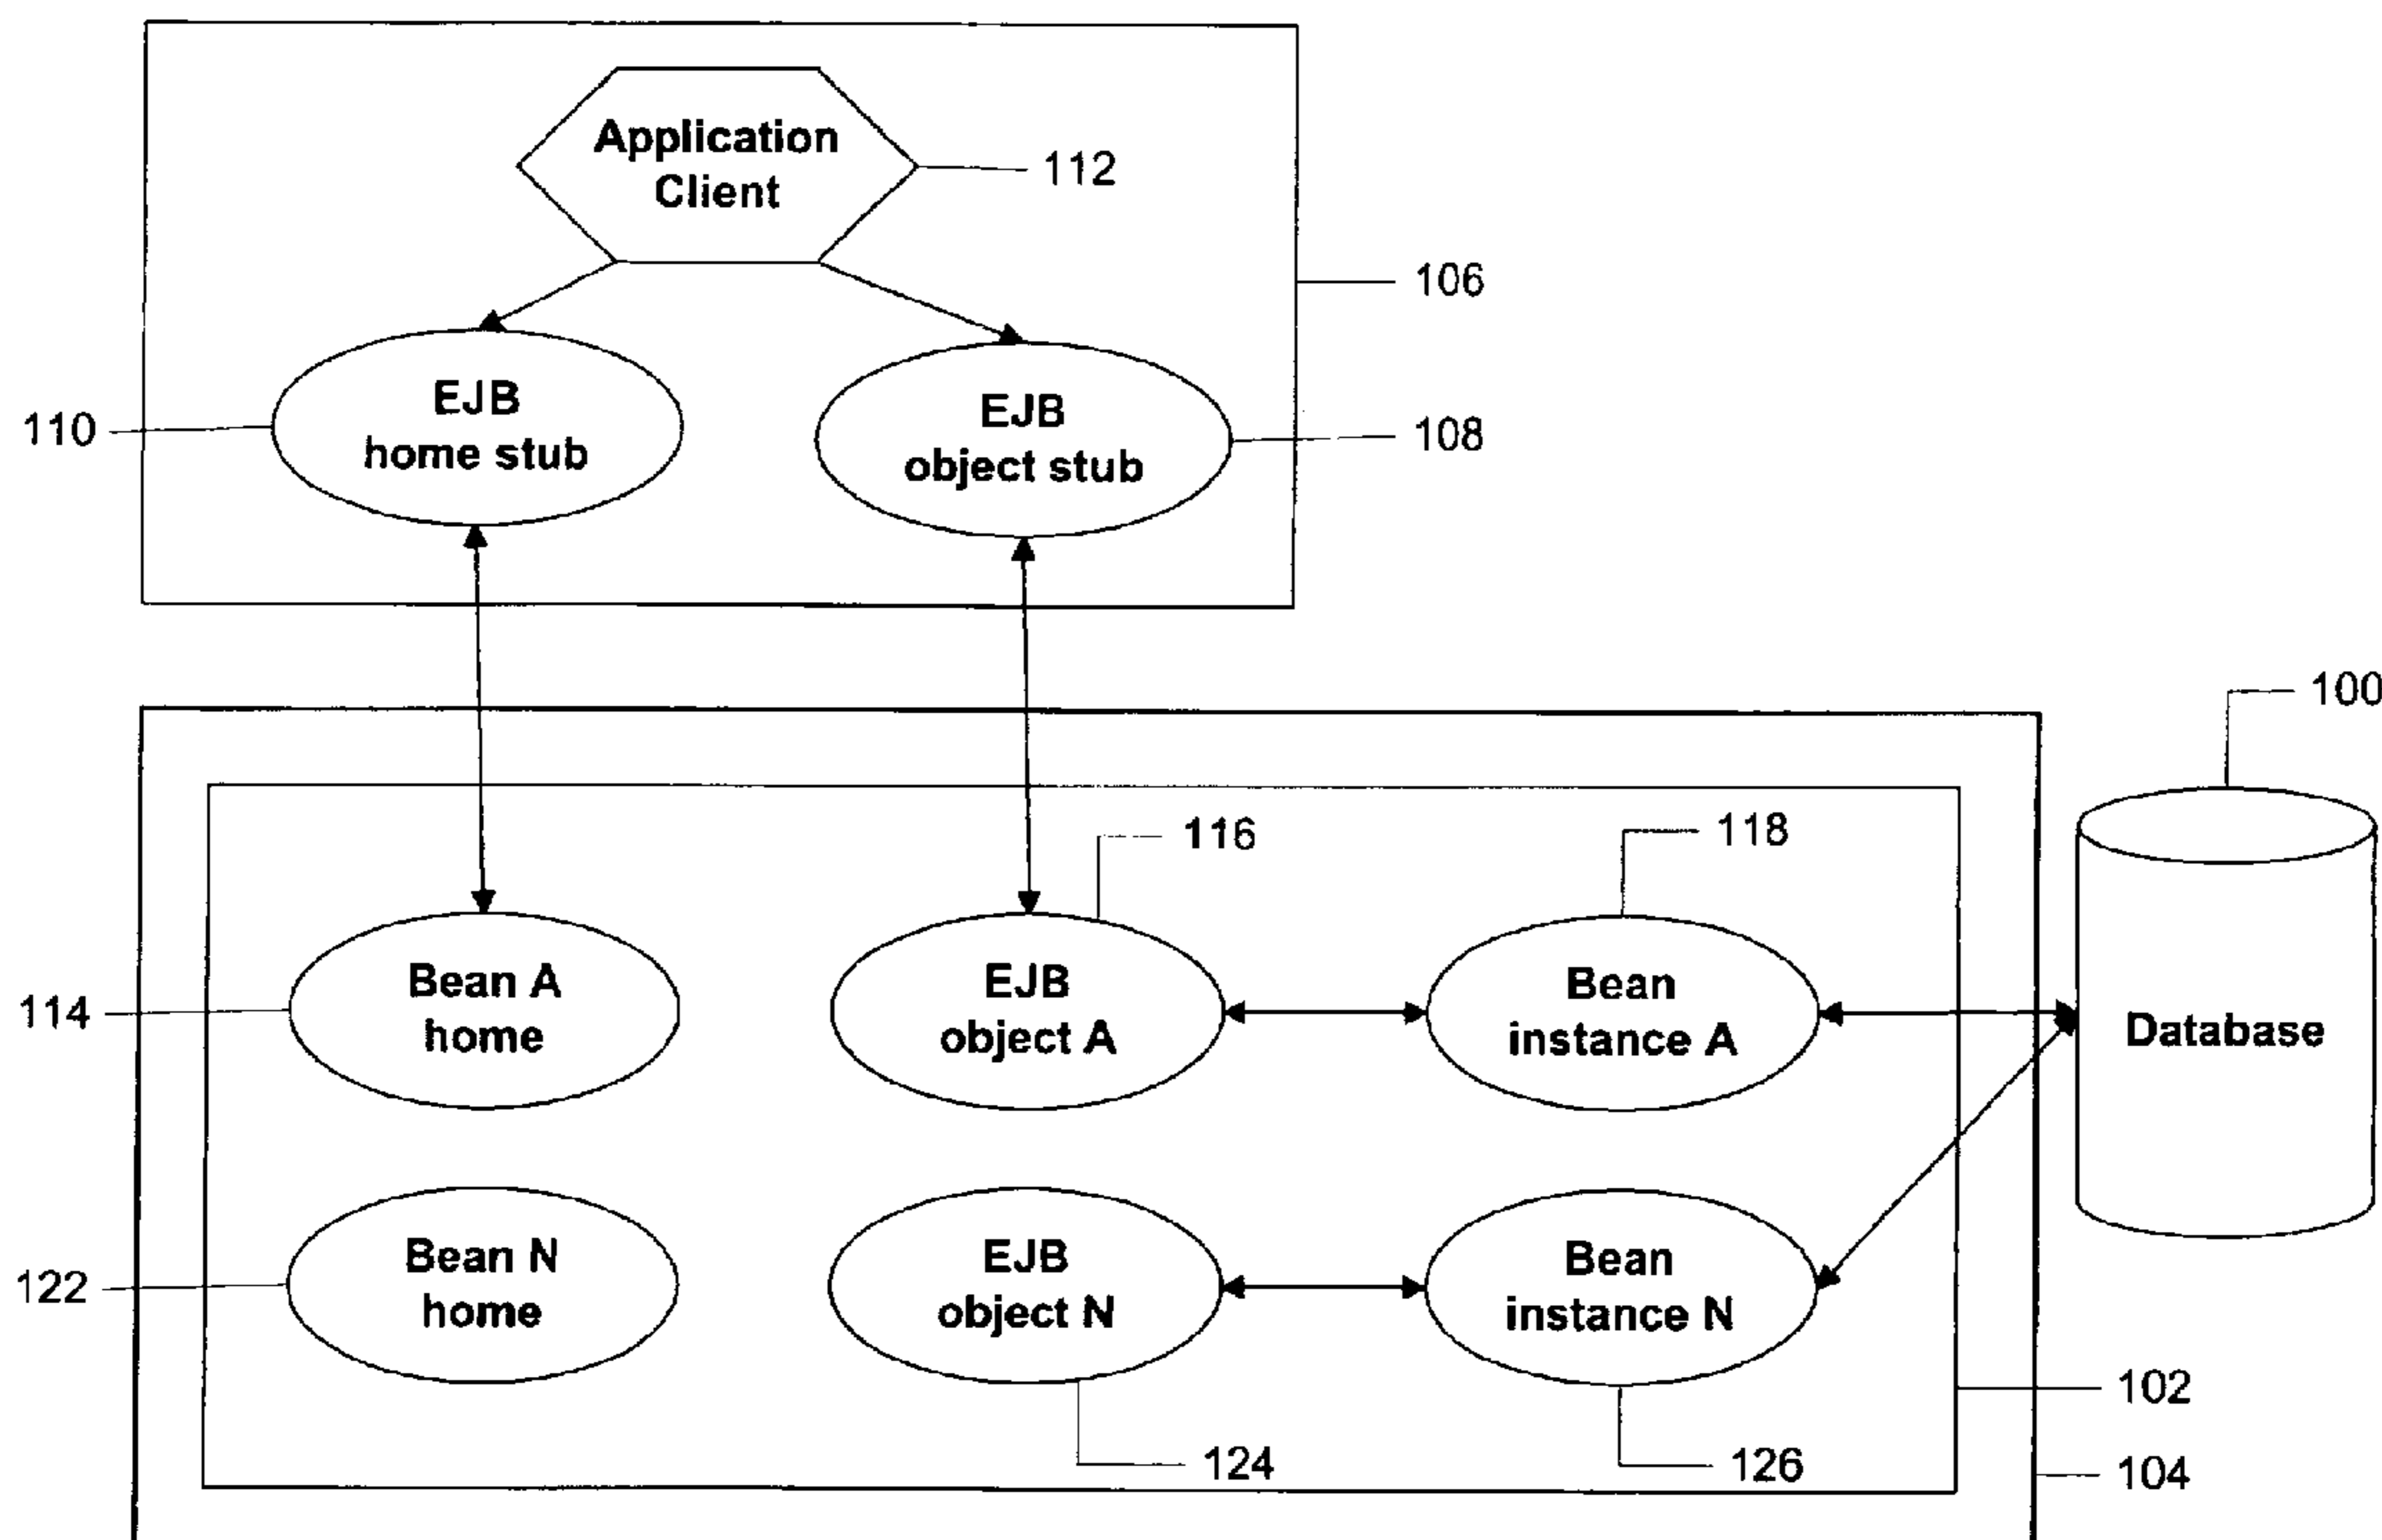 Application
Client
112
106
EJB
home stub
110
EJB
object stub
108
100
116
118
Bean A
home
114
EJB
object A
Bean
instance A
Database
Bean N
home
122
EJB
object N
Bean
instance N
102
124
126
104